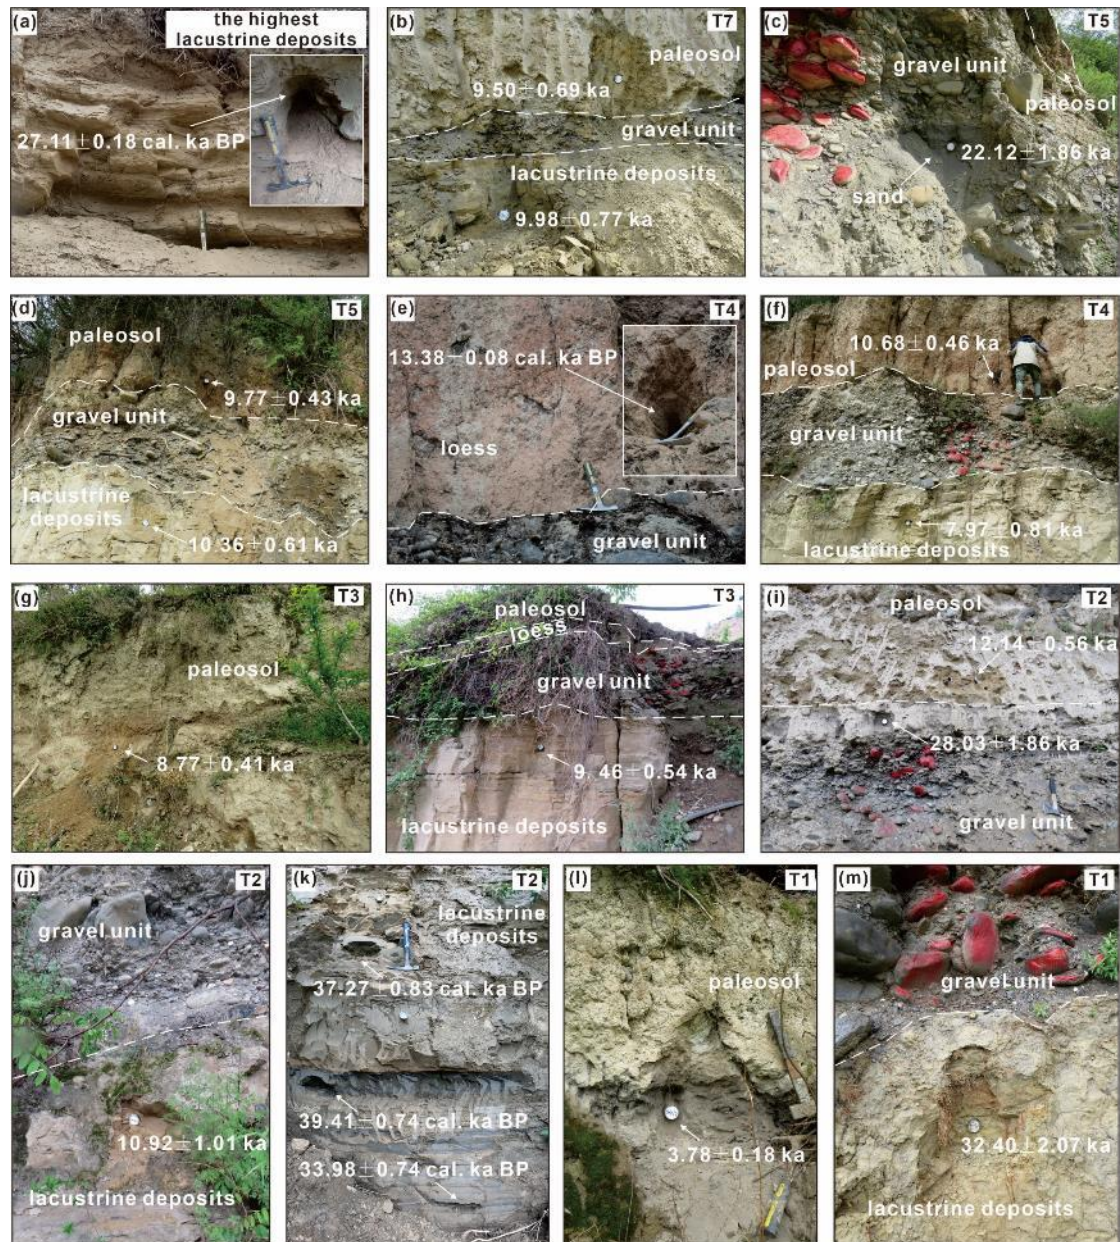 (a)
the highest
lacustrine deposits
27.11±0.18 cal. ka BP
(b)
T7
paleosol
9.50±0.69 ka
gravel unit
lacustrine deposits
9.98±0.77 ka
(c)
T5
gravel unit
paleosol
22.12±1.86 ka
sand
(d)
T5
paleosol
9.77±0.43 ka
gravel unit
lacustrine
deposits
10.36±0.61 ka
(e)
T4
13.38−0.08 cal. ka BP
loess
gravel unit
(f)
T4
10.68±0.46 ka
paleosol
gravel unit
7.97±0.81 ka
lacustrine deposits
(g)
T3
paleosol
8.77±0.41 ka
(h)
T3
paleosol
loess
gravel unit
9. 46±0.54 ka
lacustrine deposits
(i)
T2
paleosol
12.14±0.56 ka
28.03±1.86 ka
gravel unit
(j)
T2
gravel unit
10.92±1.01 ka
lacustrine deposits
(k)
T2
lacustrine
deposits
37.27±0.83 cal. ka BP
39.41±0.74 cal. ka BP
33.98±0.74 cal. ka BP
(l)
T1
paleosol
3.78±0.18 ka
(m)
T1
gravel unit
32.40±2.07 ka
lacustrine deposits